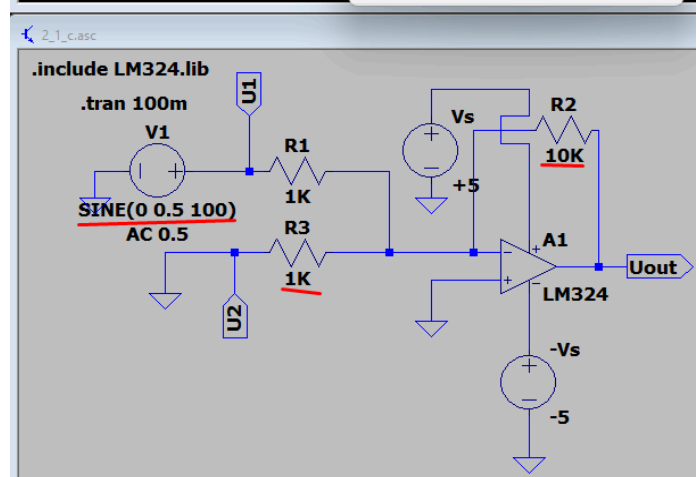 2_1_c.asc
.include LM324.lib
.tran 100m
U1
V1
R1
1K
SINE(0 0.5 100)
AC 0.5
R3
1K
U2
Vs
+
−
+5
R2
10K
A1
+
−
+
−
LM324
Uout
-Vs
+
−
-5